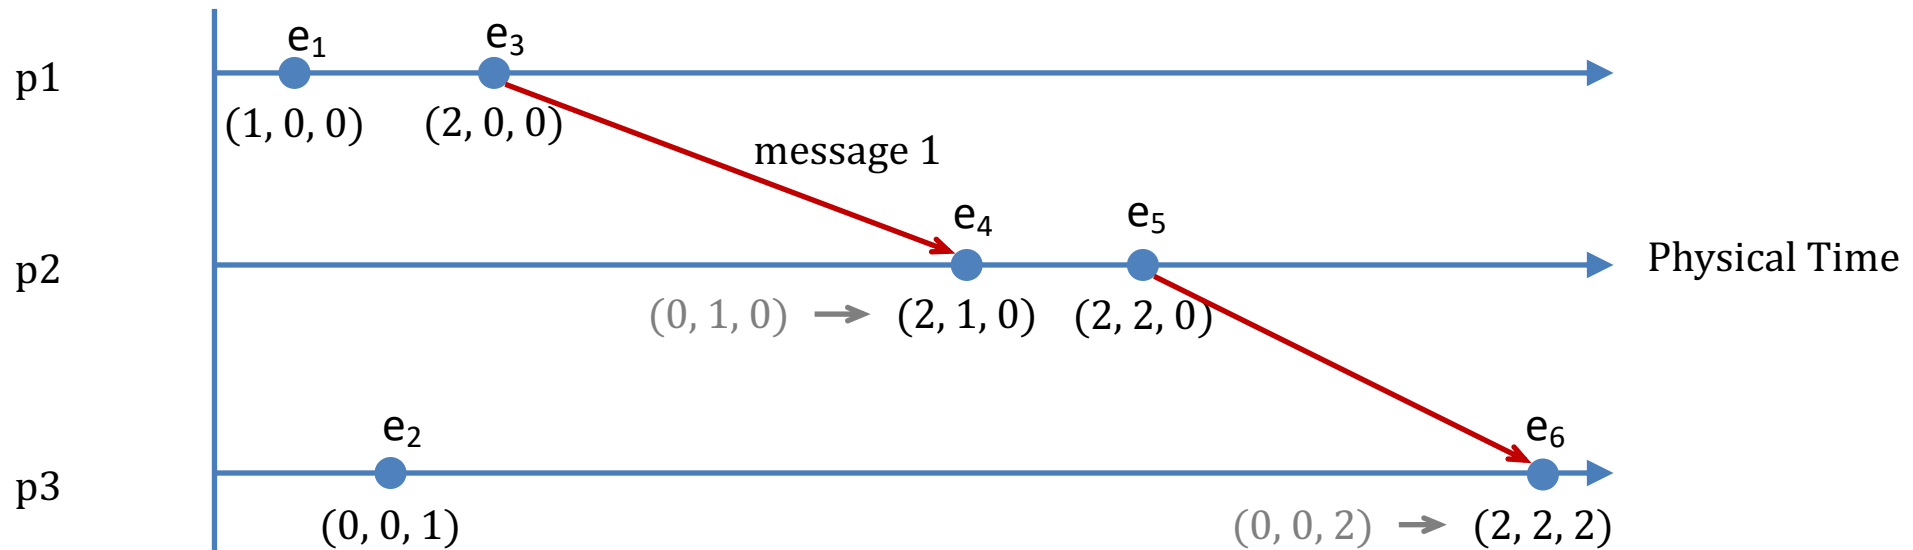 e₁ e₃
p1
(1, 0, 0) (2, 0, 0)
message 1
e₄ e₅
p2 Physical Time
(0, 1, 0) → (2, 1, 0) (2, 2, 0)
e₂ e₆
p3
(0, 0, 1) (0, 0, 2) → (2, 2, 2)